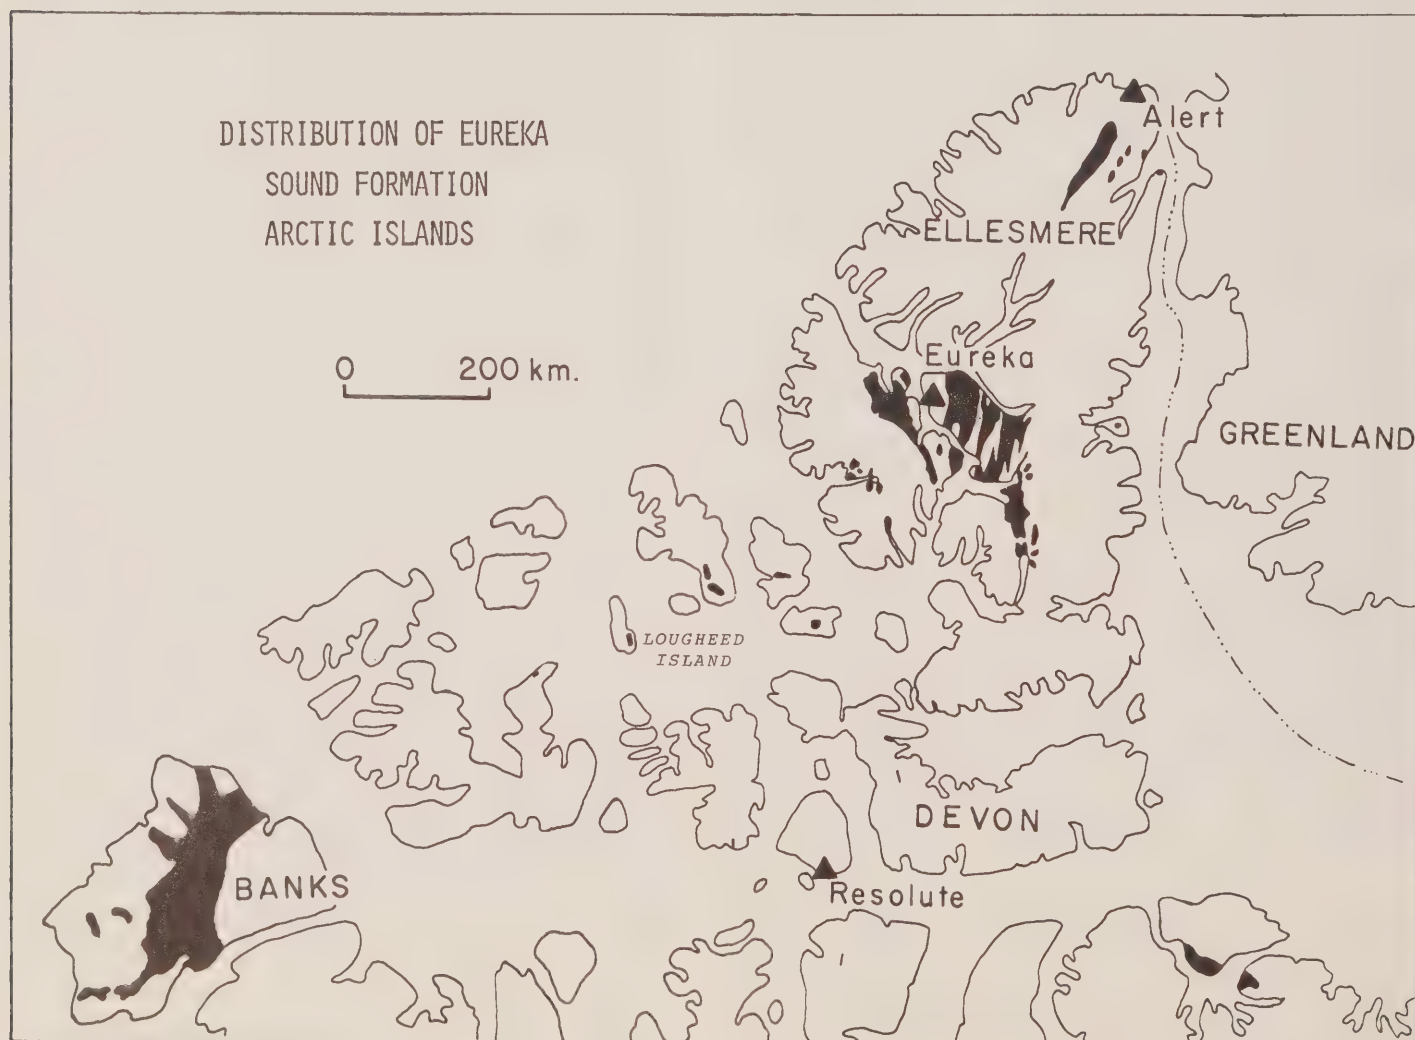 DISTRIBUTION OF EUREKA
SOUND FORMATION
ARCTIC ISLANDS
Alert
ELLESMERE
0 200 km.
Eureka
GREENLAND
LOUGHEED
ISLAND
DEVON
BANKS
Resolute